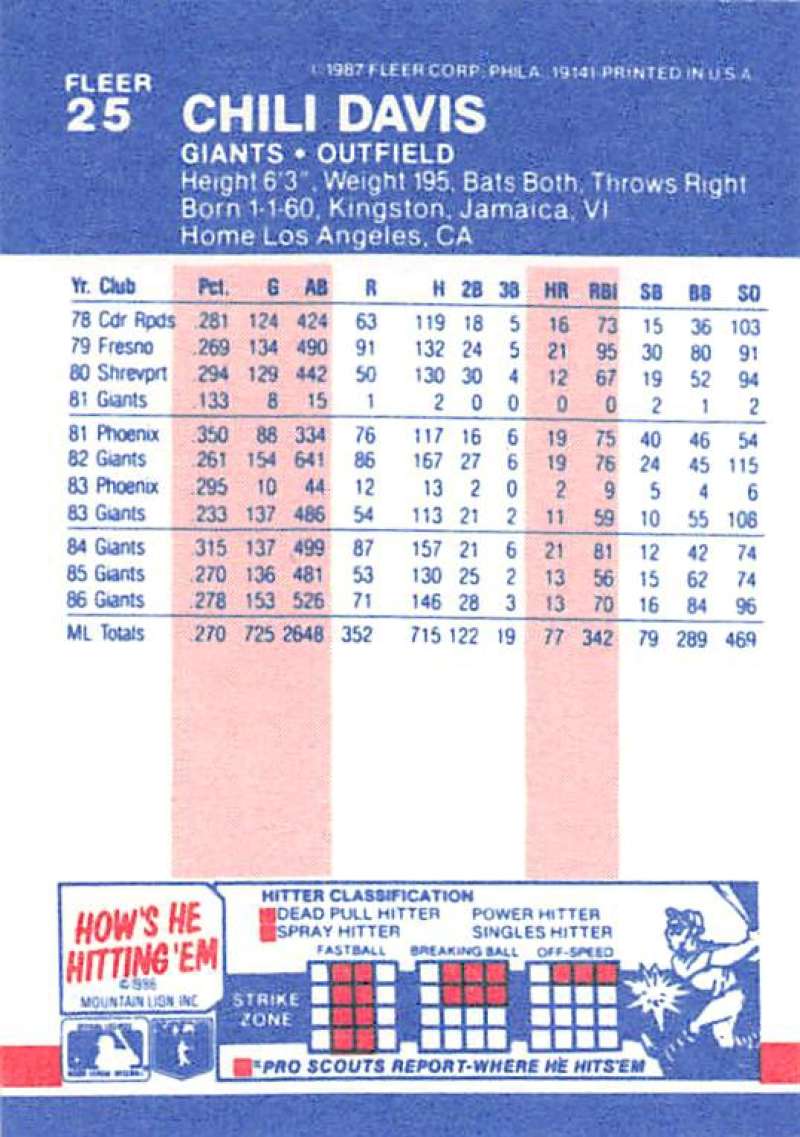 © 1987 FLEER CORP. PHILA. 19141 PRINTED IN U.S.A.
FLEER
25 CHILI DAVIS
GIANTS • OUTFIELD
Height 6'3", Weight 195, Bats Both, Throws Right
Born 1-1-60, Kingston, Jamaica, VI
Home Los Angeles, CA
Yr. Club Pct. G AB R H 2B 3B HR RBI SB BB SO
78 Cdr Rpds .281 124 424 63 119 18 5 16 73 15 36 103
79 Fresno .269 134 490 91 132 24 5 21 95 30 80 91
80 Shrevprt .294 129 442 50 130 30 4 12 67 19 52 94
81 Giants .133 8 15 1 2 0 0 0 0 2 1 2
81 Phoenix .350 88 334 76 117 16 6 19 75 40 46 54
82 Giants .261 154 641 86 167 27 6 19 76 24 45 115
83 Phoenix .295 10 44 12 13 2 0 2 9 5 4 6
83 Giants .233 137 486 54 113 21 2 11 59 10 55 108
84 Giants .315 137 499 87 157 21 6 21 81 12 42 74
85 Giants .270 136 481 53 130 25 2 13 56 15 62 74
86 Giants .278 153 526 71 146 28 3 13 70 16 84 96
ML Totals .270 725 2648 352 715 122 19 77 342 79 289 469
HOW'S HE
HITTING 'EM
© 1986
MOUNTAIN LION INC
HITTER CLASSIFICATION
DEAD PULL HITTER POWER HITTER
SPRAY HITTER SINGLES HITTER
FASTBALL BREAKING BALL OFF-SPEED
STRIKE
ZONE
=PRO SCOUTS REPORT-WHERE HE HITS 'EM